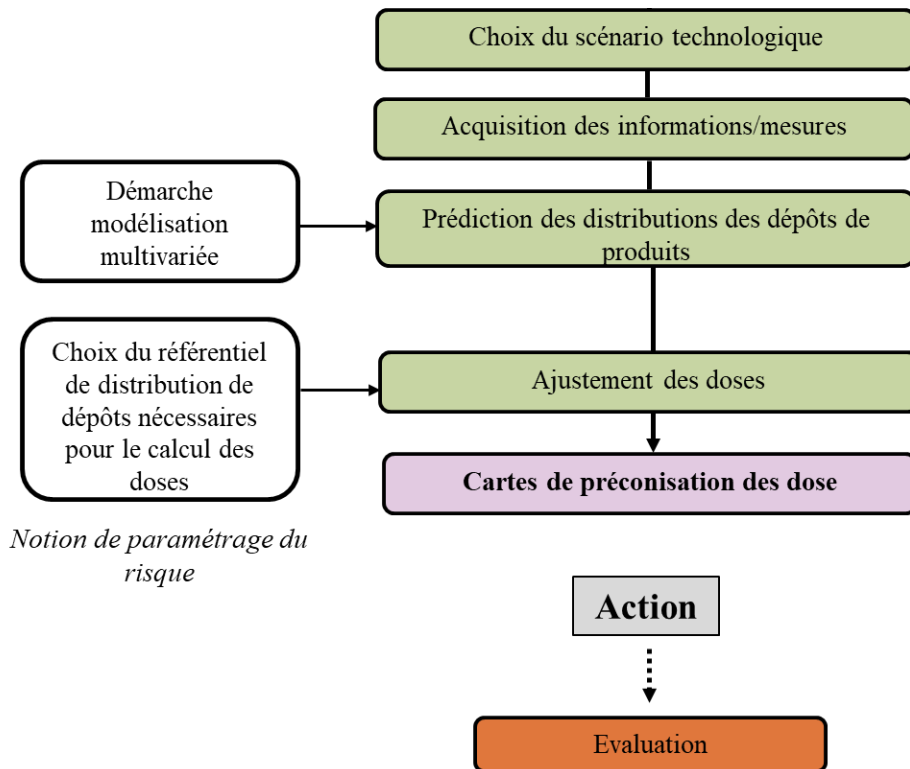 Choix du scénario technologique
Acquisition des informations/mesures
Démarche
modélisation
multivariée
Prédiction des distributions des dépôts de
produits
Choix du référentiel
de distribution de
dépôts nécessaires
pour le calcul des
doses
Ajustement des doses
Cartes de préconisation des dose
Notion de paramétrage du
risque
Action
Evaluation